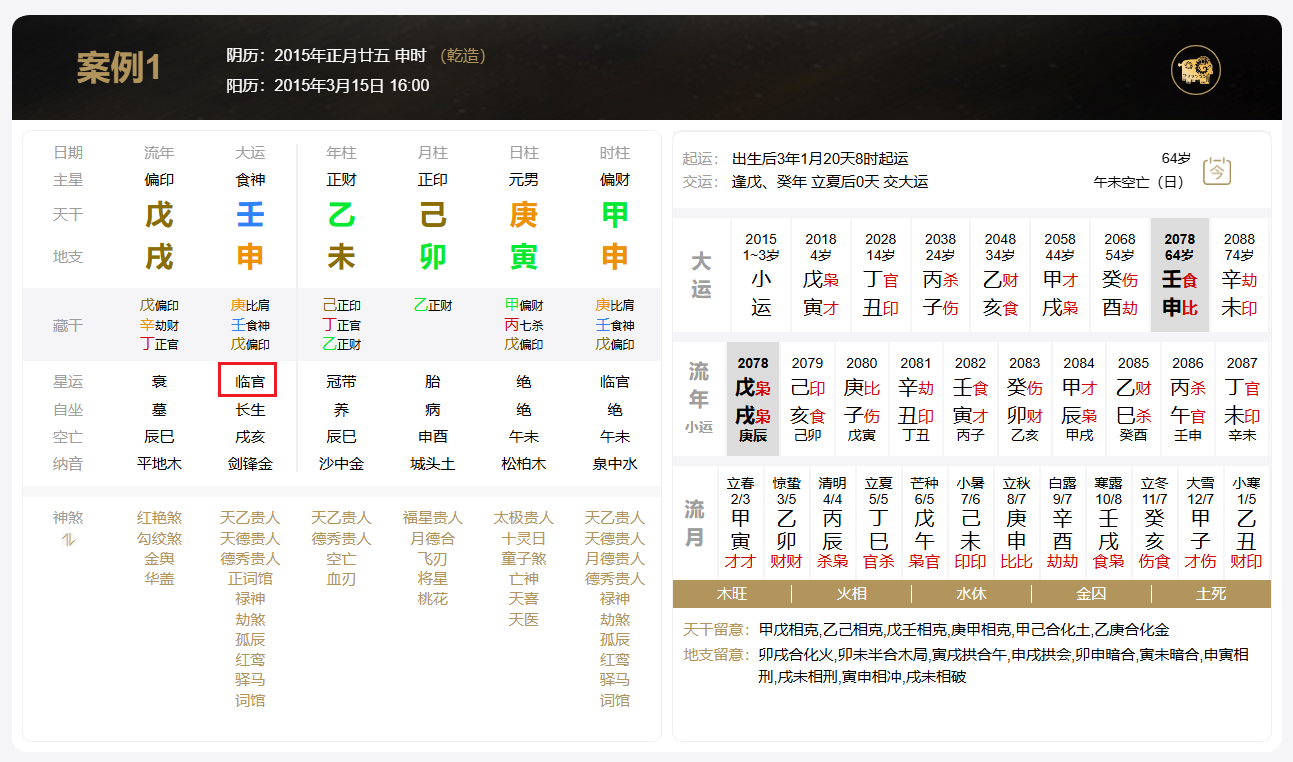 案例1
阴历：2015年正月廿五 申时 （乾造）
阳历：2015年3月15日 16:00
日期 流年 大运 年柱 月柱 日柱 时柱
主星 偏印 食神 正财 正印 元男 偏财
天干 戊 壬 乙 己 庚 甲
地支 戌 申 未 卯 寅 申
藏干
戊偏印 庚比肩 己正印 乙正财 甲偏财 庚比肩
辛劫财 壬食神 丁正官 丙七杀 壬食神
丁正官 戊偏印 乙正财 戊偏印 戊偏印
星运 衰 临官 冠带 胎 绝 临官
自坐 墓 长生 养 病 绝 绝
空亡 辰巳 戌亥 辰巳 申酉 午未 午未
纳音 平地木 剑锋金 沙中金 城头土 松柏木 泉中水
神煞 红艳煞 天乙贵人 天乙贵人 福星贵人 太极贵人 天乙贵人
勾绞煞 天德贵人 德秀贵人 月德合 十灵日 天德贵人
金舆 德秀贵人 空亡 飞刃 童子煞 月德贵人
华盖 正词馆 血刃 将星 亡神 德秀贵人
禄神 桃花 天喜 禄神
劫煞 天医 劫煞
孤辰 孤辰
红鸾 红鸾
驿马 驿马
词馆 词馆
起运： 出生后3年1月20天8时起运 64岁
交运： 逢戊、癸年 立夏后0天 交大运 午未空亡（日）
今
大运
2015 2018 2028 2038 2048 2058 2068 2078 2088
1~3岁 4岁 14岁 24岁 34岁 44岁 54岁 64岁 74岁
小 戊枭 丁官 丙杀 乙财 甲才 癸伤 壬食 辛劫
运 寅才 丑印 子伤 亥食 戌枭 酉劫 申比 未印
流年
小运
2078 2079 2080 2081 2082 2083 2084 2085 2086 2087
戊枭 己印 庚比 辛劫 壬食 癸伤 甲才 乙财 丙杀 丁官
戌枭 亥食 子伤 丑印 寅才 卯财 辰枭 巳杀 午官 未印
庚辰 己卯 戊寅 丁丑 丙子 乙亥 甲戌 癸酉 壬申 辛未
流月
立春 惊蛰 清明 立夏 芒种 小暑 立秋 白露 寒露 立冬 大雪 小寒
2/3 3/5 4/4 5/5 6/5 7/6 8/7 9/7 10/8 11/7 12/7 1/5
甲 乙 丙 丁 戊 己 庚 辛 壬 癸 甲 乙
寅 卯 辰 巳 午 未 申 酉 戌 亥 子 丑
才才 财财 杀枭 官杀 枭官 印印 比比 劫劫 食枭 伤食 才伤 财印
木旺 火相 水休 金囚 土死
天干留意： 甲戊相克,乙己相克,戊壬相克,庚甲相克,甲己合化土,乙庚合化金
地支留意： 卯戌合化火,卯未半合木局,寅戌拱合午,申戌拱会,卯申暗合,寅未暗合,申寅相
刑,戌未相刑,寅申相冲,戌未相破